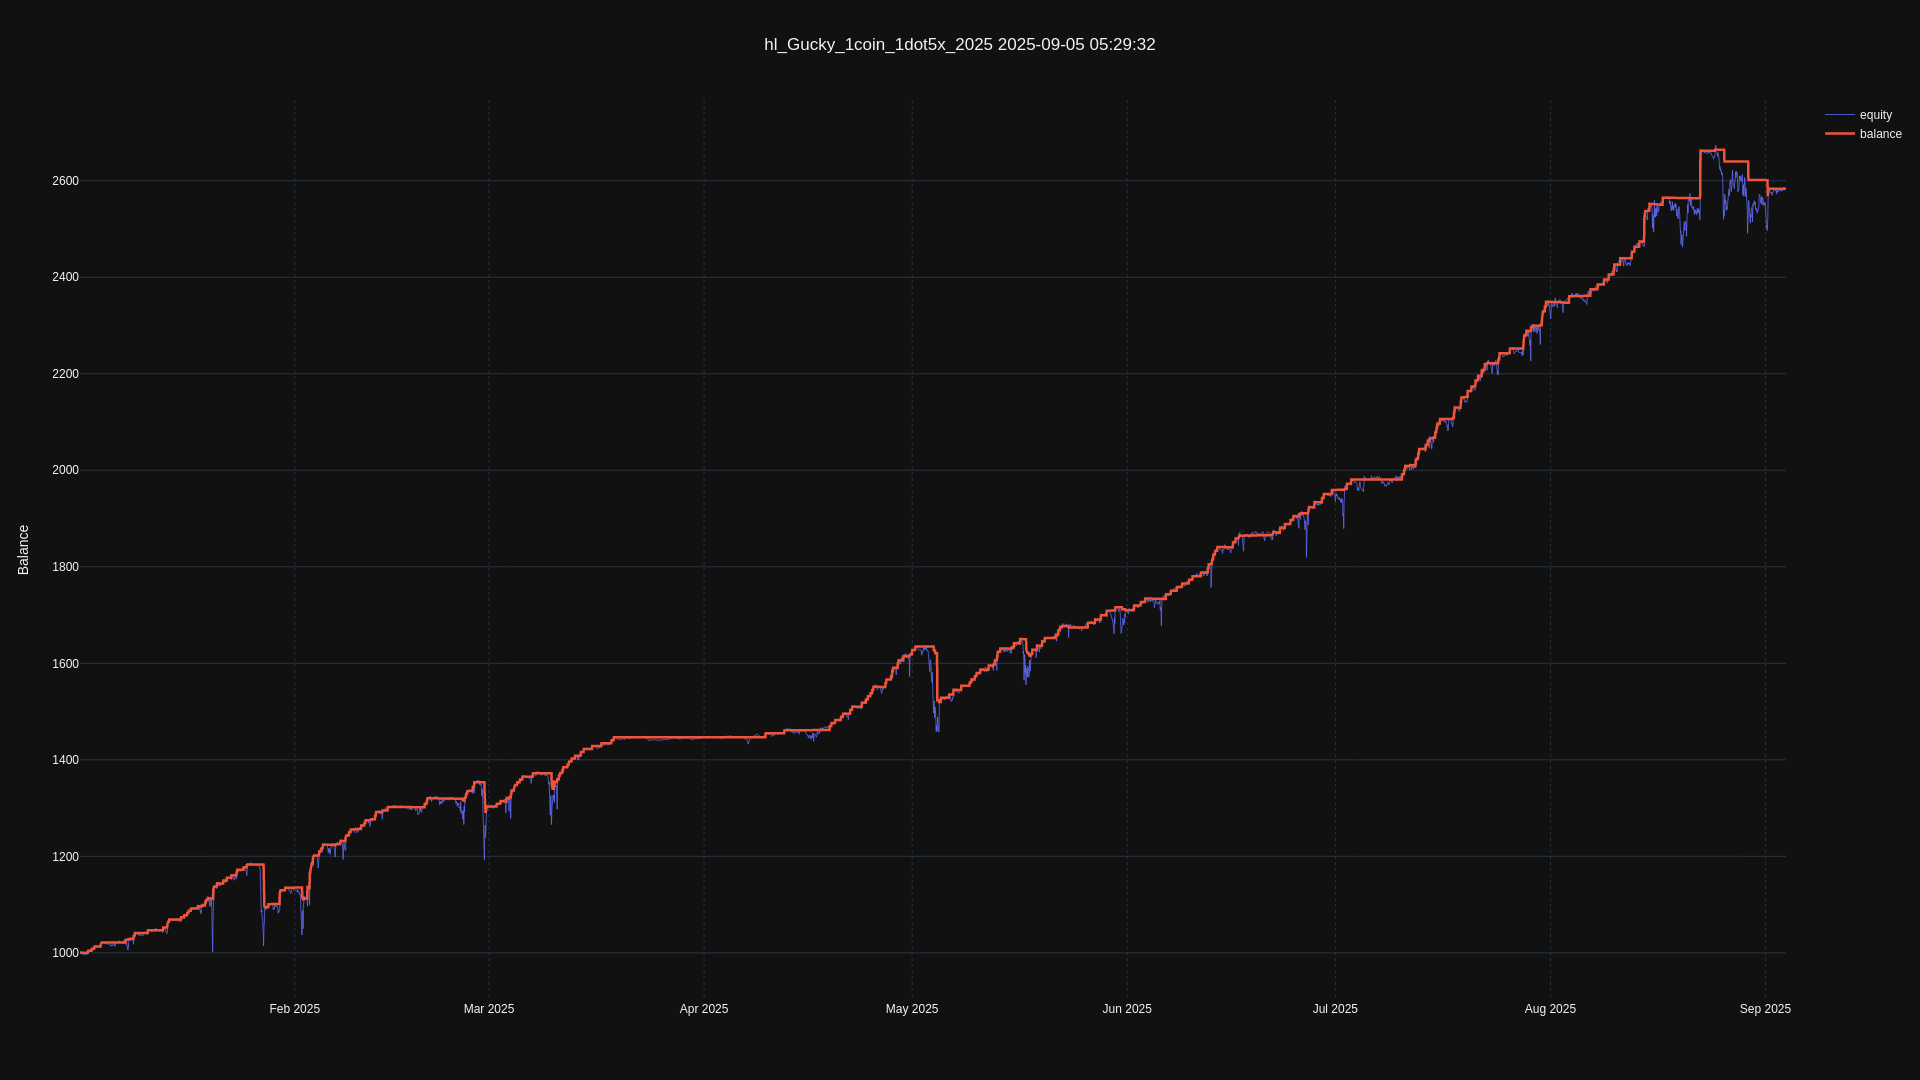 hl_Gucky_1coin_1dot5x_2025 2025-09-05 05:29:32
equity
balance
2600
2400
2200
2000
1800
1600
1400
1200
1000
Balance
Feb 2025
Mar 2025
Apr 2025
May 2025
Jun 2025
Jul 2025
Aug 2025
Sep 2025